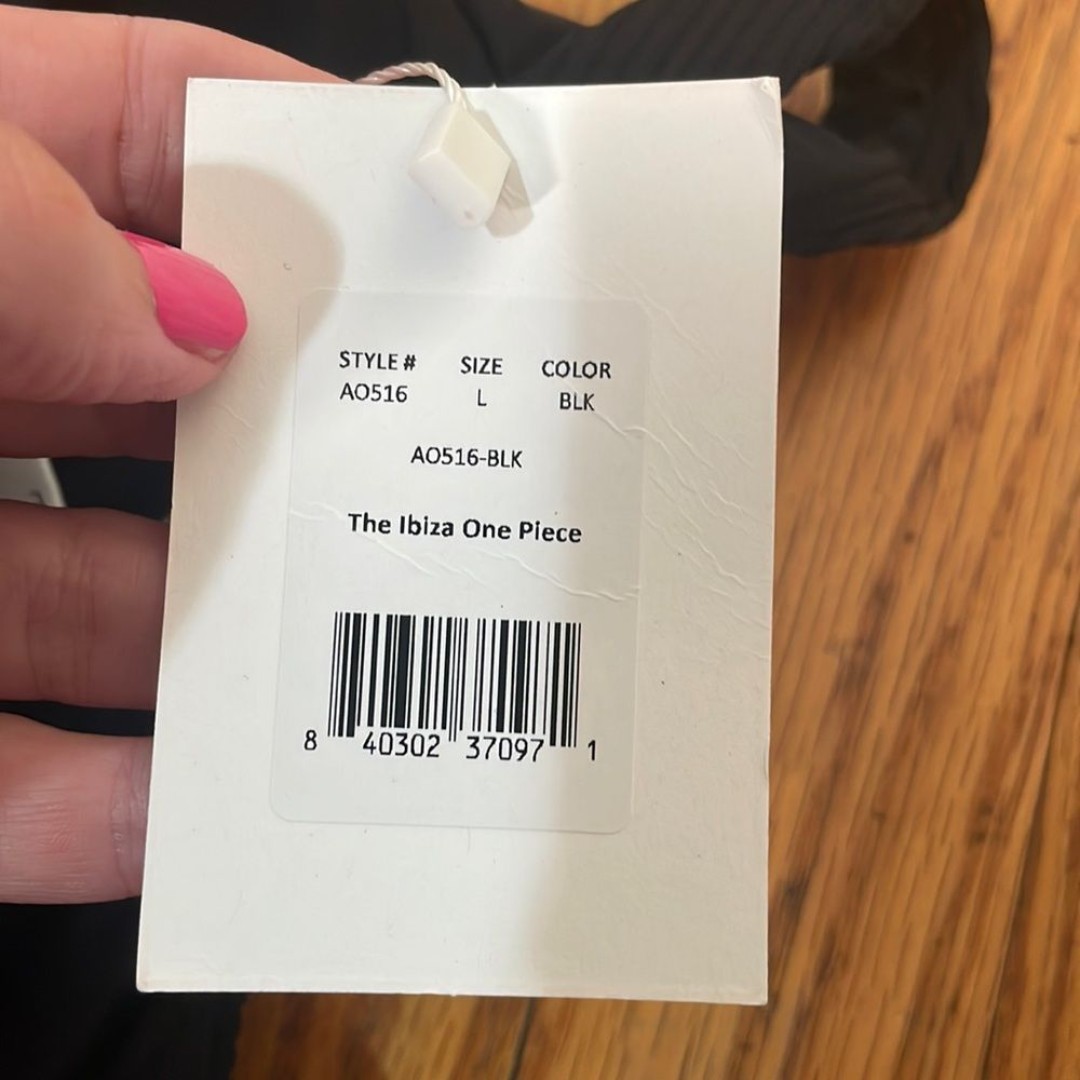 STYLE # SIZE COLOR
AO516 L BLK
AO516-BLK
The Ibiza One Piece
8 40302 37097 1